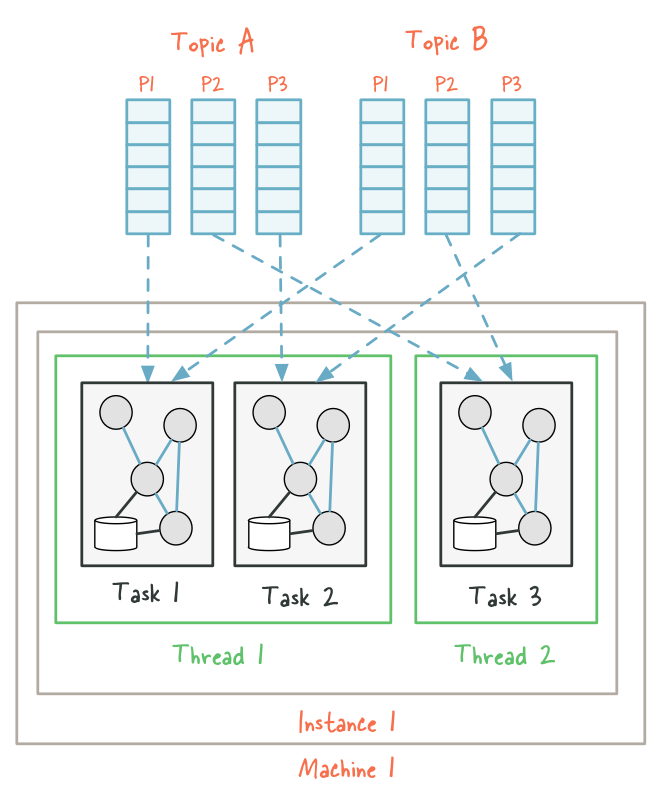 Topic A
Topic B
P1 P2 P3 P1 P2 P3
Task 1
Task 2
Task 3
Thread 1
Thread 2
Instance 1
Machine 1